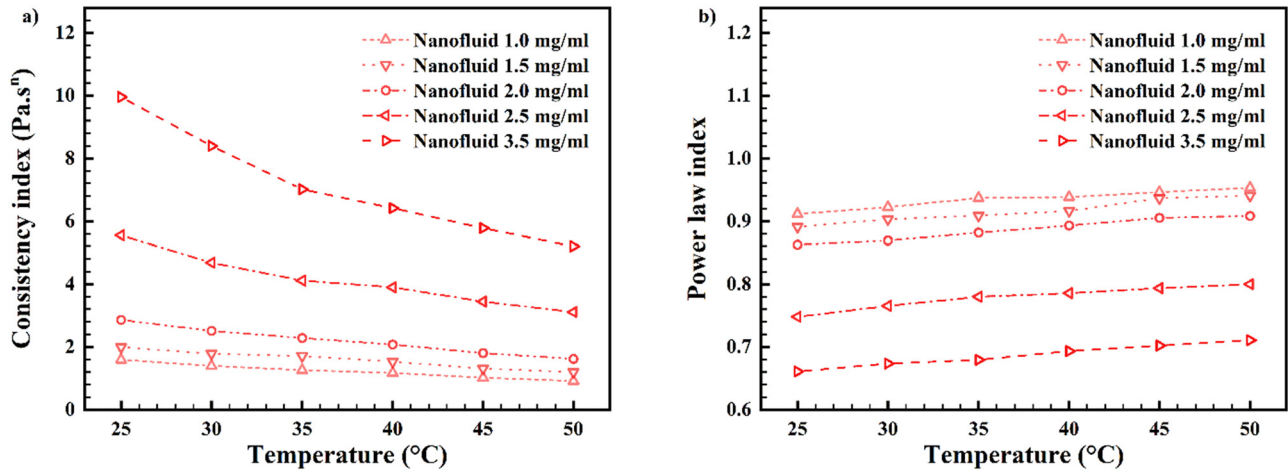 a)
Consistency index (Pa.sⁿ)
12
10
8
6
4
2
0
Nanofluid 1.0 mg/ml
Nanofluid 1.5 mg/ml
Nanofluid 2.0 mg/ml
Nanofluid 2.5 mg/ml
Nanofluid 3.5 mg/ml
25 30 35 40 45 50
Temperature (°C)
b)
Power law index
1.2
1.1
1.0
0.9
0.8
0.7
0.6
Nanofluid 1.0 mg/ml
Nanofluid 1.5 mg/ml
Nanofluid 2.0 mg/ml
Nanofluid 2.5 mg/ml
Nanofluid 3.5 mg/ml
25 30 35 40 45 50
Temperature (°C)